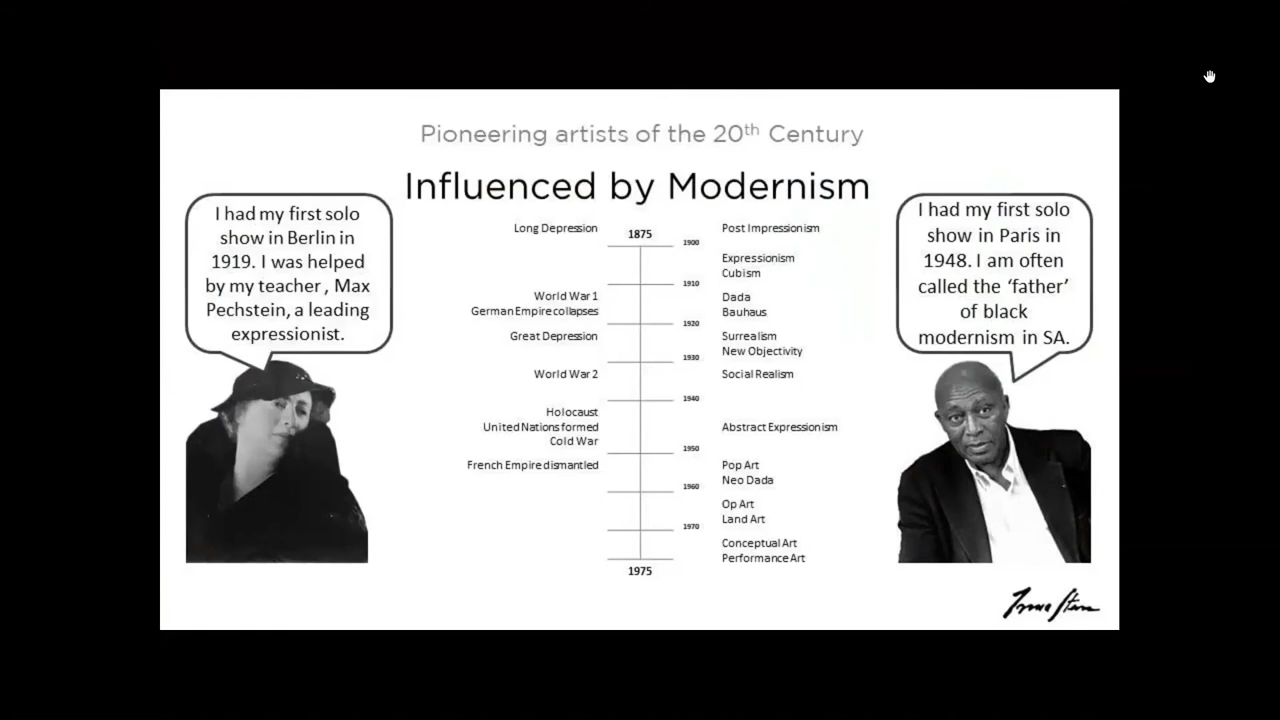 Pioneering artists of the 20th Century
Influenced by Modernism
I had my first solo
show in Berlin in
1919. I was helped
by my teacher , Max
Pechstein, a leading
expressionist.
I had my first solo
show in Paris in
1948. I am often
called the ‘father’
of black
modernism in SA.
Long Depression
1875
Post Impressionism
1900
Expressionism
Cubism
1910
World War 1
German Empire collapses
Dada
Bauhaus
1920
Great Depression
Surrealism
New Objectivity
1930
World War 2
Social Realism
1940
Holocaust
United Nations formed
Cold War
Abstract Expressionism
1950
French Empire dismantled
Pop Art
Neo Dada
1960
Op Art
Land Art
1970
Conceptual Art
Performance Art
1975
Irma Stern